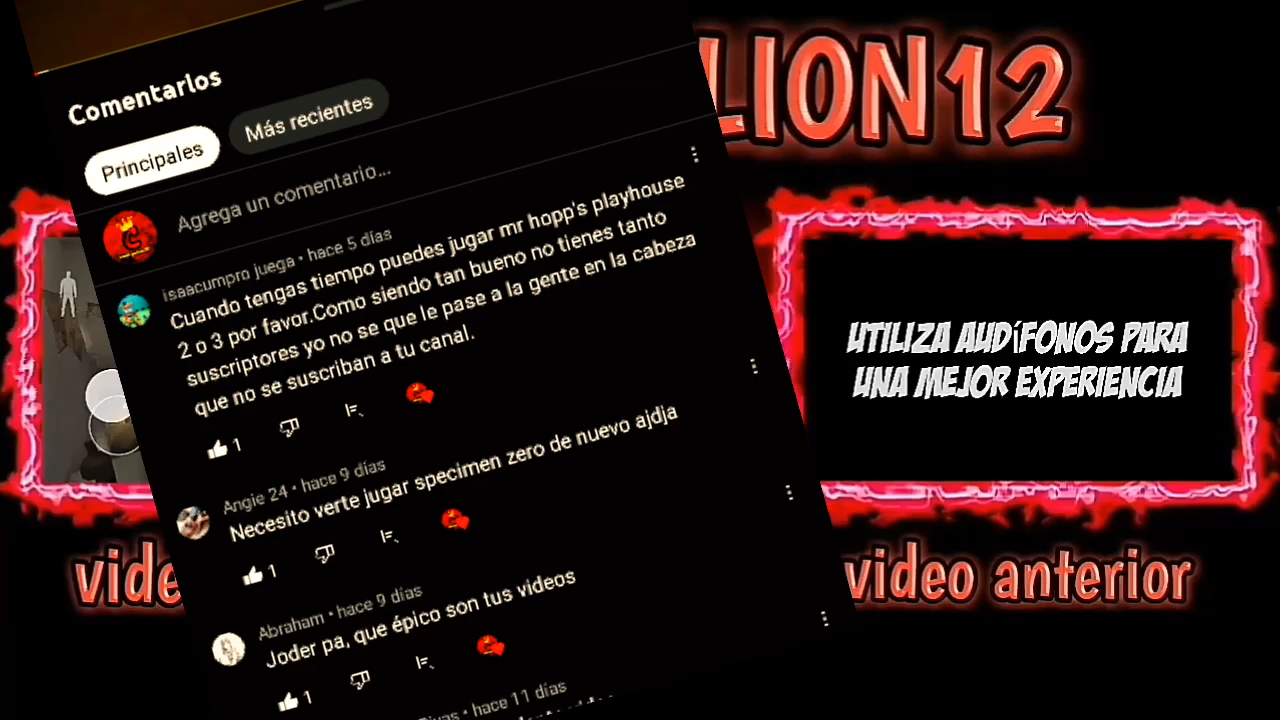 LION12
Comentarios
Principales
Más recientes
Agrega un comentario...
isaacumpro juega • hace 5 días
Cuando tengas tiempo puedes jugar mr hopp's playhouse
2 o 3 por favor.Como siendo tan bueno no tienes tanto
suscriptores yo no se que le pase a la gente en la cabeza
que no se suscriban a tu canal.
1
Angie 24 • hace 9 días
Necesito verte jugar specimen zero de nuevo ajdja
1
Abraham • hace 9 días
Joder pa, que épico son tus videos
1
hace 11 días
UTILIZA AUDÍFONOS PARA
UNA MEJOR EXPERIENCIA
vide
video anterior